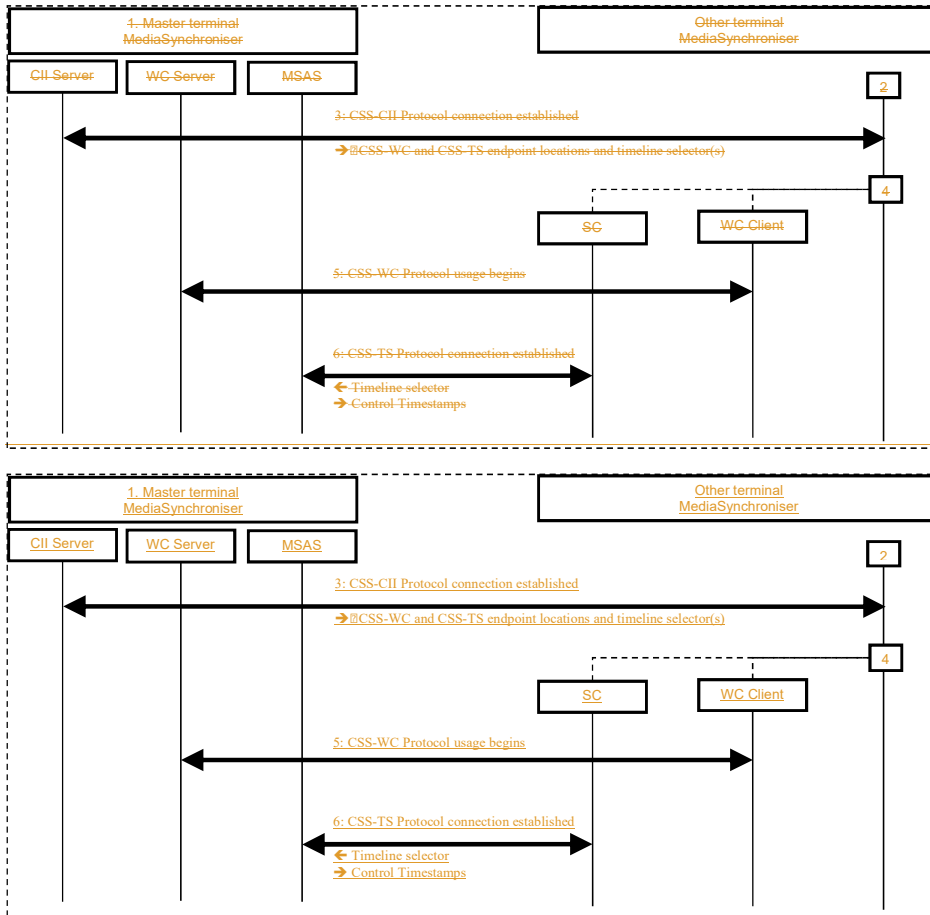 1. Master terminal
MediaSynchroniser
Other terminal
MediaSynchroniser
CII Server
WC Server
MSAS
2
3: CSS-CII Protocol connection established
➔ CSS-WC and CSS-TS endpoint locations and timeline selector(s)
4
SC
WC Client
5: CSS-WC Protocol usage begins
6: CSS-TS Protocol connection established
🡰 Timeline selector
➔ Control Timestamps
1. Master terminal
MediaSynchroniser
Other terminal
MediaSynchroniser
CII Server
WC Server
MSAS
2
3: CSS-CII Protocol connection established
➔ CSS-WC and CSS-TS endpoint locations and timeline selector(s)
4
SC
WC Client
5: CSS-WC Protocol usage begins
6: CSS-TS Protocol connection established
🡰 Timeline selector
➔ Control Timestamps